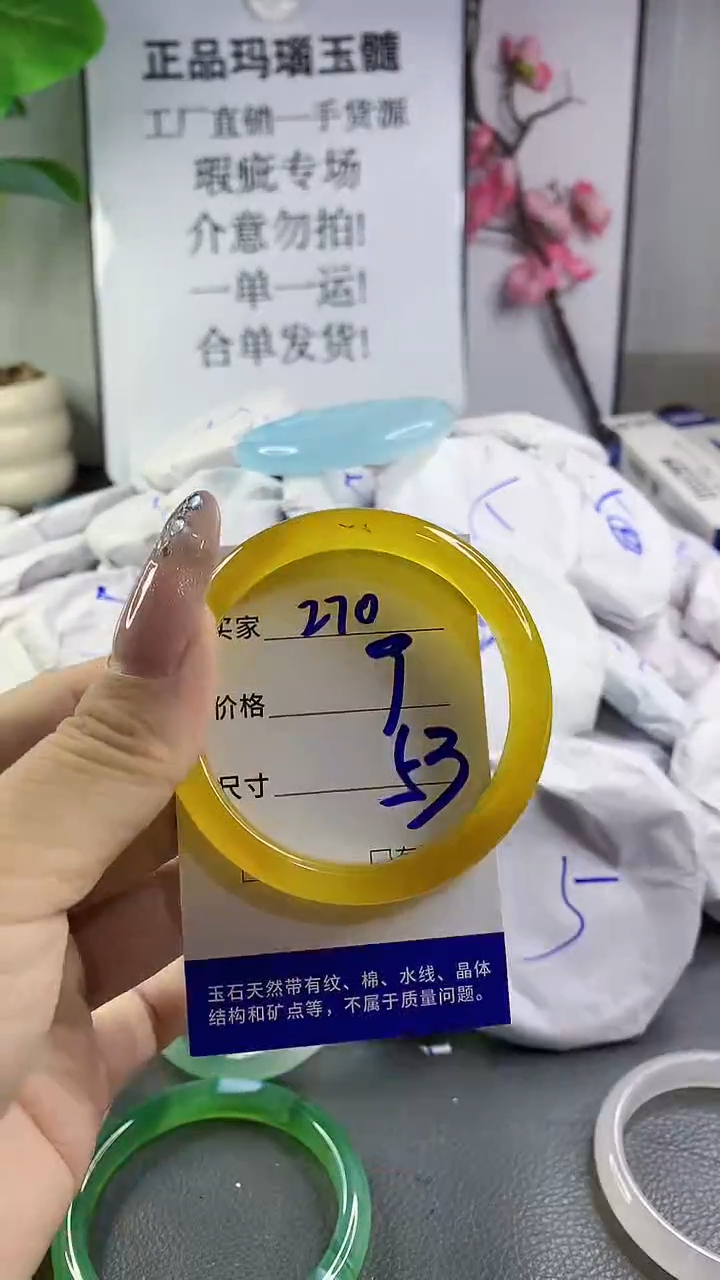 正品玛瑙玉髓
工厂直销一手货源
瑕疵专场
介意勿拍!
一单一运!
合单发货!
买家 270
价格
尺寸 53
玉石天然带有纹、棉、水线、晶体
结构和矿点等，不属于质量问题。
5